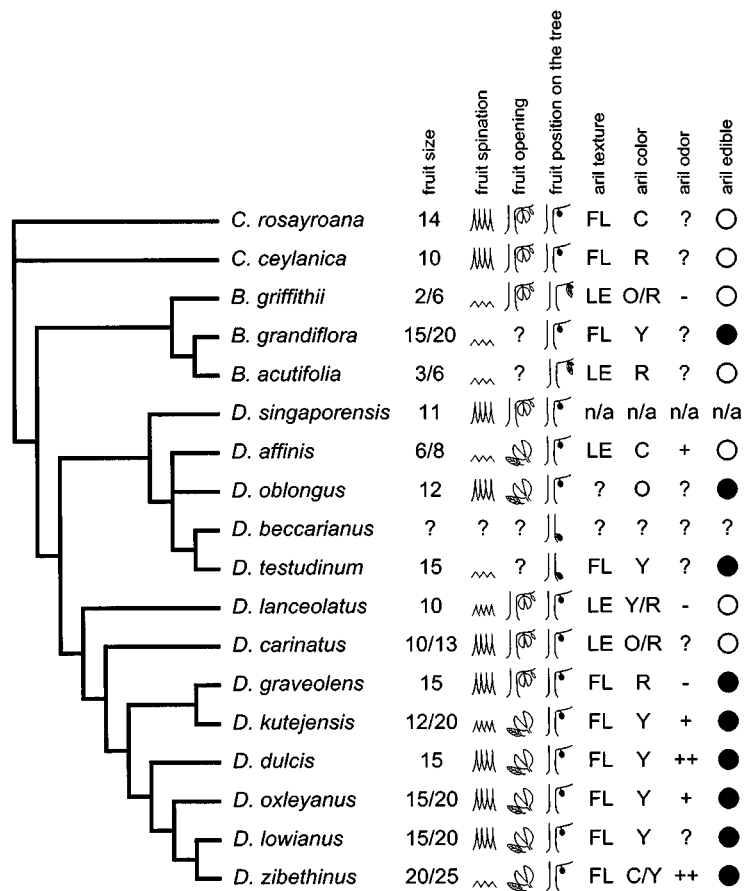 fruit size fruit spination fruit opening fruit position on the tree aril texture aril color aril odor aril edible
C. rosayroana 14 FL C ?
C. ceylanica 10 FL R ?
B. griffithii 2/6 LE O/R -
B. grandiflora 15/20 ? FL Y ?
B. acutifolia 3/6 ? LE R ?
D. singaporensis 11 n/a n/a n/a n/a
D. affinis 6/8 LE C +
D. oblongus 12 ? O ?
D. beccarianus ? ? ? ? ? ? ?
D. testudinum 15 ? FL Y ?
D. lanceolatus 10 LE Y/R -
D. carinatus 10/13 LE O/R ?
D. graveolens 15 FL R -
D. kutejensis 12/20 FL Y +
D. dulcis 15 FL Y ++
D. oxleyanus 15/20 FL Y +
D. lowianus 15/20 FL Y ?
D. zibethinus 20/25 FL C/Y ++